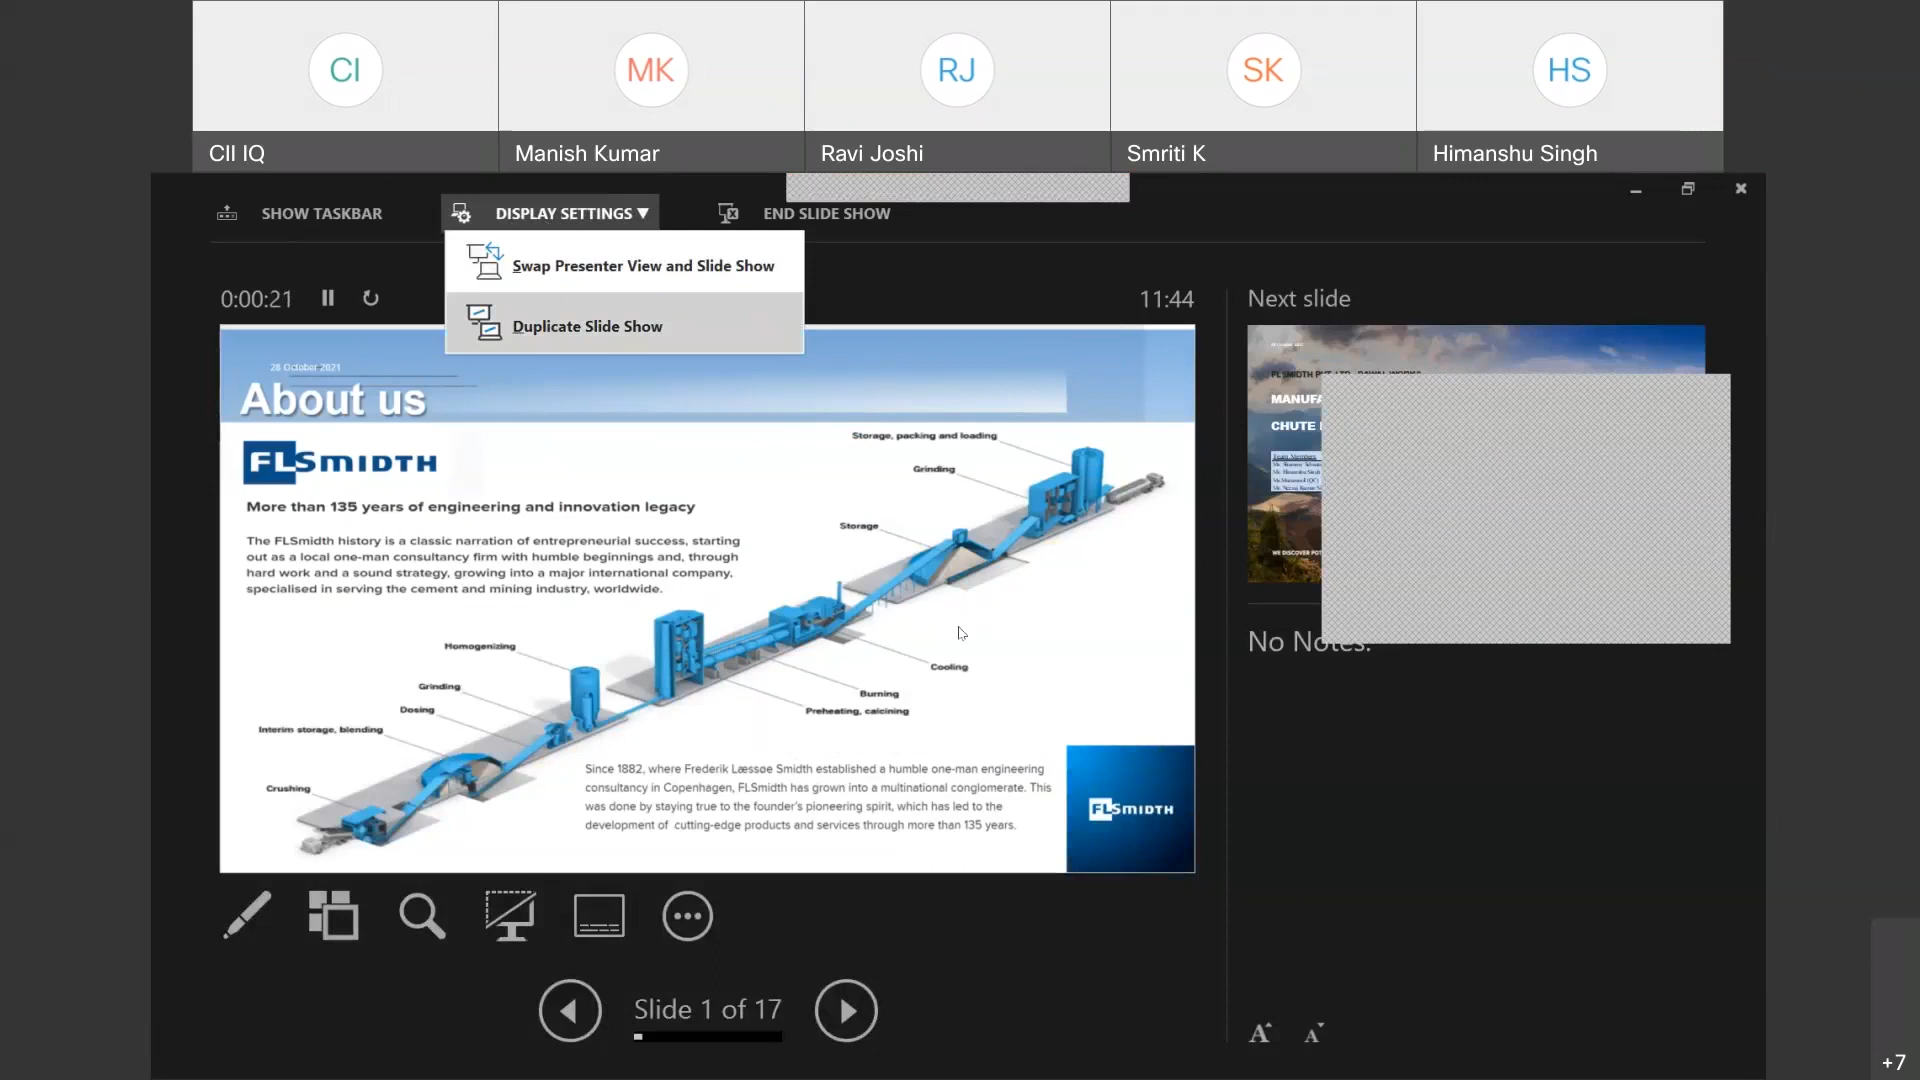 CI
MK
RJ
SK
HS
CII IQ
Manish Kumar
Ravi Joshi
Smriti K
Himanshu Singh
SHOW TASKBAR
DISPLAY SETTINGS ▼
END SLIDE SHOW
Swap Presenter View and Slide Show
Duplicate Slide Show
0:00:21
11:44
28 October 2021
About us
FLSMIDTH
More than 135 years of engineering and innovation legacy
The FLSmidth history is a classic narration of entrepreneurial success, starting
out as a local one-man consultancy firm with humble beginnings and, through
hard work and a sound strategy, growing into a major international company,
specialised in serving the cement and mining industry, worldwide.
Storage, packing and loading
Grinding
Storage
Homogenizing
Grinding
Dosing
Interim storage, blending
Crushing
Cooling
Burning
Preheating, calcining
Since 1882, where Frederik Læssøe Smidth established a humble one-man engineering
consultancy in Copenhagen, FLSmidth has grown into a multinational conglomerate. This
was done by staying true to the founder's pioneering spirit, which has led to the
development of cutting-edge products and services through more than 135 years.
FLSMIDTH
Slide 1 of 17
Next slide
MANUFA
CHUTE
Team Members
WE DISCOVER POT
No Notes.
A
A
+7